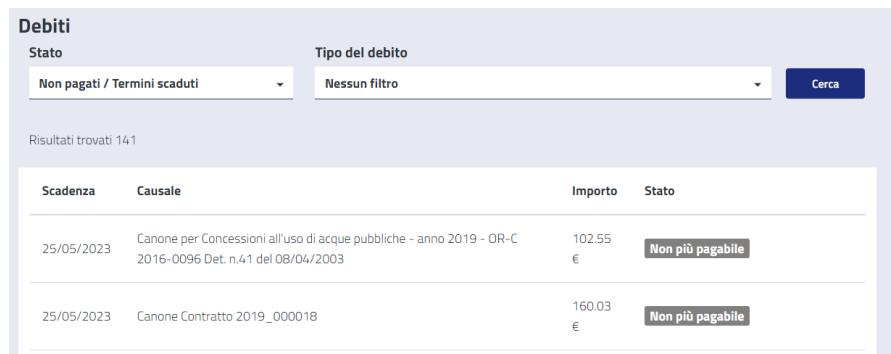 Debiti
Stato
Tipo del debito
Non pagati / Termini scaduti
Nessun filtro
Cerca
Risultati trovati 141
Scadenza Causale Importo Stato
25/05/2023
Canone per Concessioni all'uso di acque pubbliche - anno 2019 - OR-C
2016-0096 Det. n.41 del 08/04/2003
102.55
€
Non più pagabile
25/05/2023
Canone Contratto 2019_000018
160.03
€
Non più pagabile